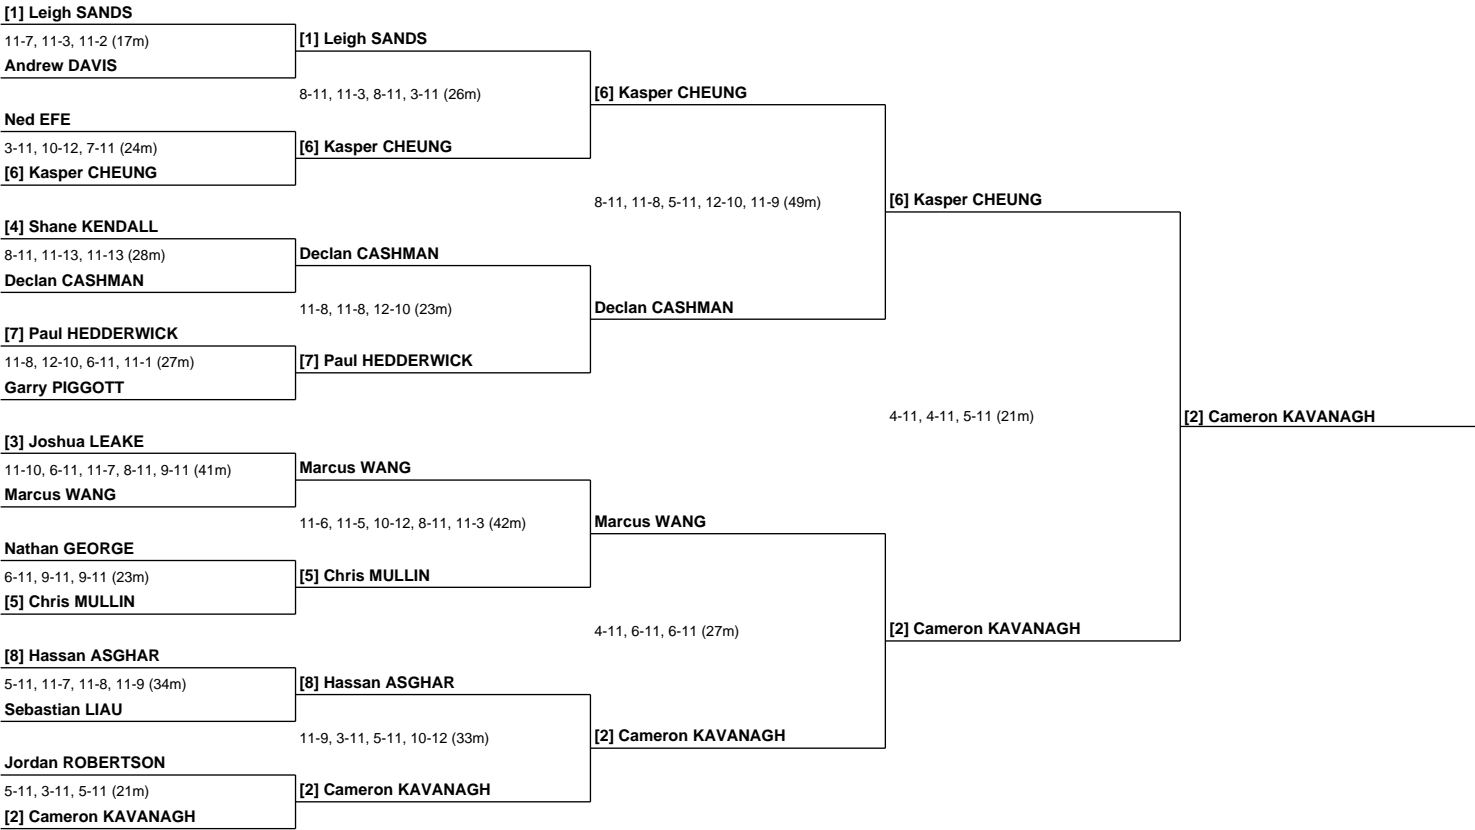 [1] Leigh SANDS
11-7, 11-3, 11-2 (17m)
Andrew DAVIS
Ned EFE
3-11, 10-12, 7-11 (24m)
[6] Kasper CHEUNG
[4] Shane KENDALL
8-11, 11-13, 11-13 (28m)
Declan CASHMAN
[7] Paul HEDDERWICK
11-8, 12-10, 6-11, 11-1 (27m)
Garry PIGGOTT
[3] Joshua LEAKE
11-10, 6-11, 11-7, 8-11, 9-11 (41m)
Marcus WANG
Nathan GEORGE
6-11, 9-11, 9-11 (23m)
[5] Chris MULLIN
[8] Hassan ASGHAR
5-11, 11-7, 11-8, 11-9 (34m)
Sebastian LIAU
Jordan ROBERTSON
5-11, 3-11, 5-11 (21m)
[2] Cameron KAVANAGH
[1] Leigh SANDS
8-11, 11-3, 8-11, 3-11 (26m)
[6] Kasper CHEUNG
Declan CASHMAN
11-8, 11-8, 12-10 (23m)
[7] Paul HEDDERWICK
Marcus WANG
11-6, 11-5, 10-12, 8-11, 11-3 (42m)
[5] Chris MULLIN
[8] Hassan ASGHAR
11-9, 3-11, 5-11, 10-12 (33m)
[2] Cameron KAVANAGH
[6] Kasper CHEUNG
8-11, 11-8, 5-11, 12-10, 11-9 (49m)
Declan CASHMAN
Marcus WANG
4-11, 6-11, 6-11 (27m)
[2] Cameron KAVANAGH
[6] Kasper CHEUNG
4-11, 4-11, 5-11 (21m)
[2] Cameron KAVANAGH
[2] Cameron KAVANAGH